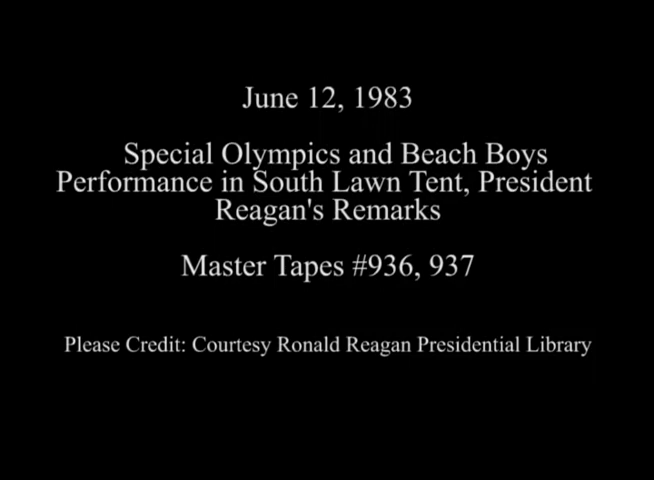 June 12, 1983
Special Olympics and Beach Boys
Performance in South Lawn Tent, President
Reagan's Remarks
Master Tapes #936, 937
Please Credit: Courtesy Ronald Reagan Presidential Library